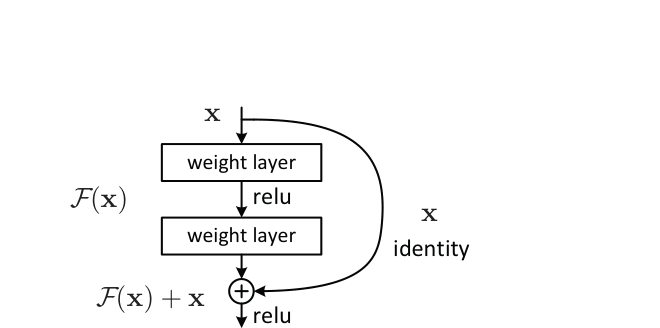 x
weight layer
relu
F(x)
x
weight layer
identity
F(x) + x
relu